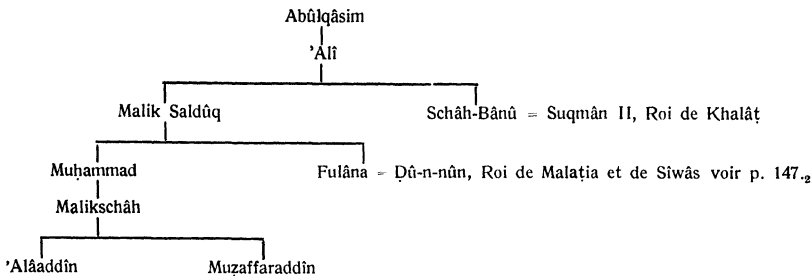 Abûlqâsim
'Alî
Malik Saldûq Schâh-Bânû = Suqmân II, Roi de Khalâṭ
Muḥammad Fulâna = Ḍû-n-nûn, Roi de Malaṭia et de Sîwâs voir p. 147.₂
Malikschâh
'Alâaddîn Muẓaffaraddîn